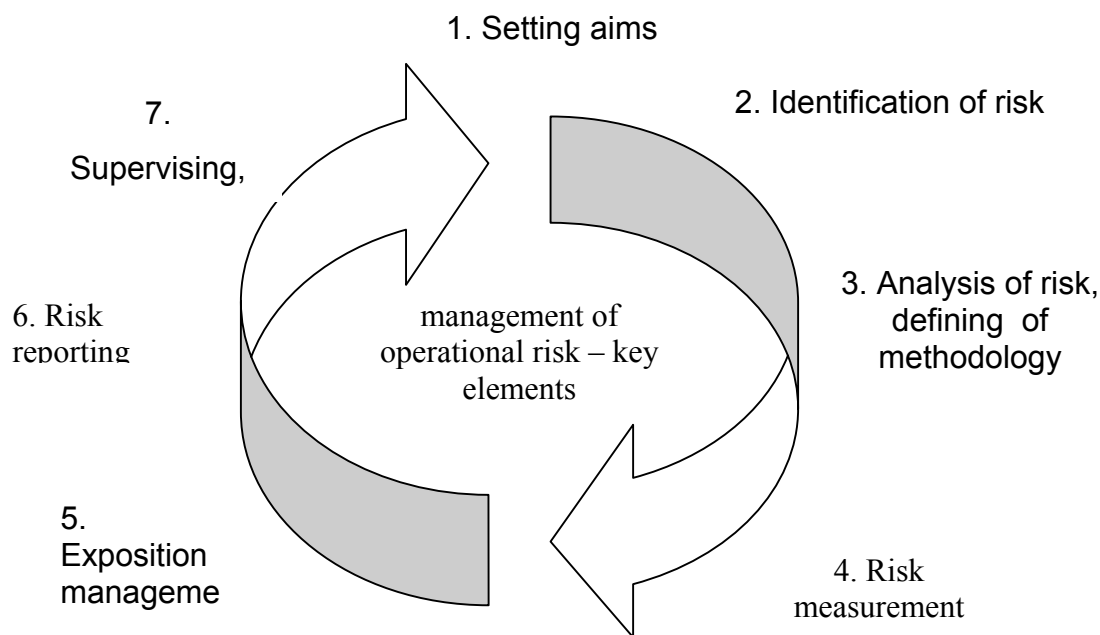 1. Setting aims
2. Identification of risk
3. Analysis of risk,
defining of
methodology
4. Risk
measurement
5.
Exposition
manageme
6. Risk
reporting
7.
Supervising,
management of
operational risk – key
elements